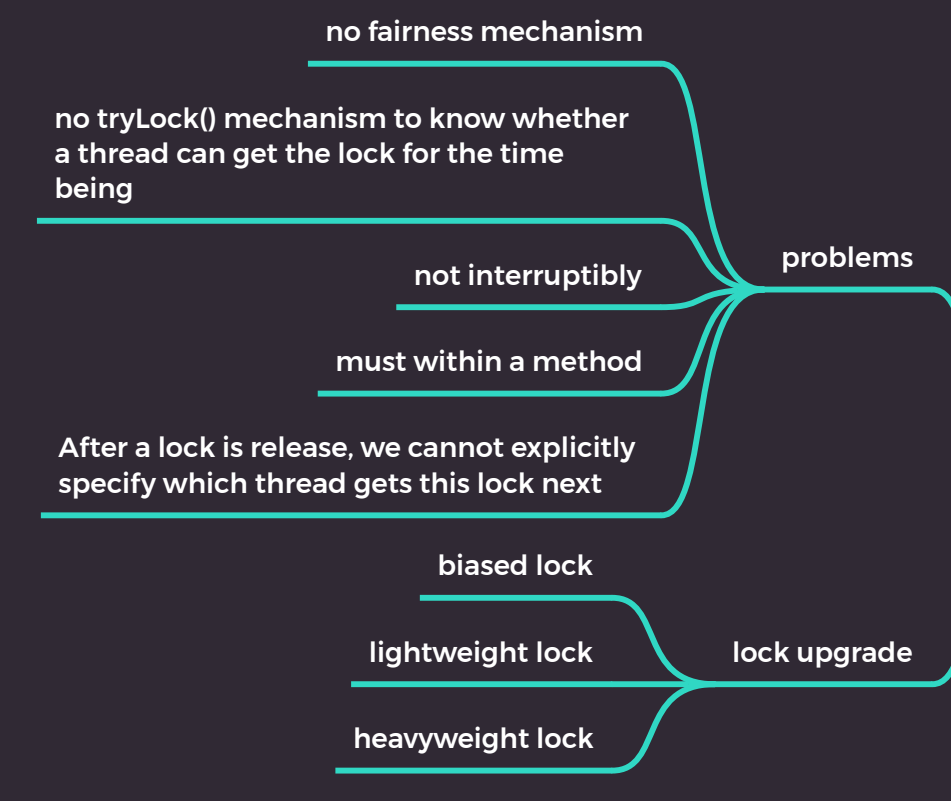 no fairness mechanism
no tryLock() mechanism to know whether
a thread can get the lock for the time
being
not interruptibly
must within a method
After a lock is release, we cannot explicitly
specify which thread gets this lock next
problems
biased lock
lightweight lock
heavyweight lock
lock upgrade